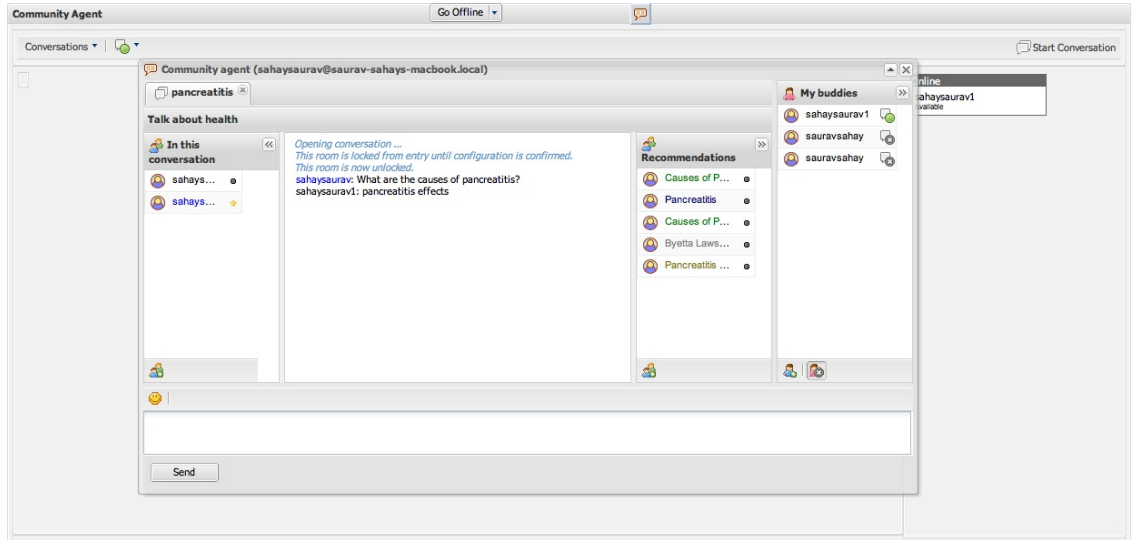 Community Agent
Go Offline
Conversations
Start Conversation
Community agent (sahaysaurav@saurav-sahays-macbook.local)
pancreatitis
Talk about health
In this
conversation
sahays...
sahays...
Opening conversation ...
This room is locked from entry until configuration is confirmed.
This room is now unlocked.
sahaysaurav: What are the causes of pancreatitis?
sahaysaurav1: pancreatitis effects
Recommendations
Causes of P...
Pancreatitis
Causes of P...
Byetta Laws...
Pancreatitis ...
My buddies
sahaysaurav1
sauravsahay
sauravsahay
nline
ahaysaurav1
vailable
Send